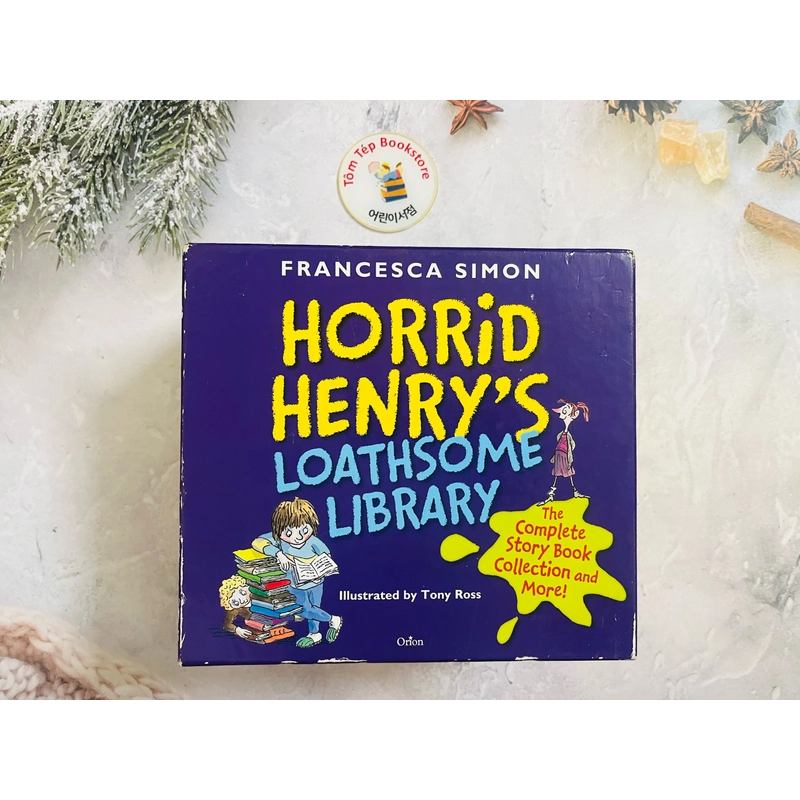 Tôm Tép Bookstore
어린이서점
FRANCESCA SIMON
HORRiD
HENRY'S
LOATHSOME
LIBRARY
The
Complete
Story Book
Collection and
More!
Illustrated by Tony Ross
Orion